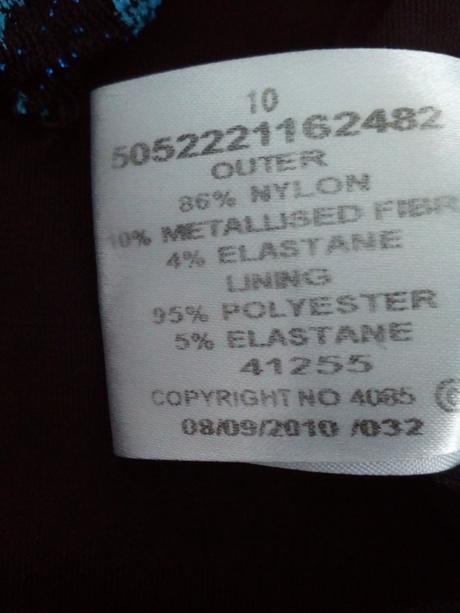 10
5052221162482
OUTER
86% NYLON
10% METALLISED FIBR
4% ELASTANE
LINING
95% POLYESTER
5% ELASTANE
41255
COPYRIGHT NO 4085 ©
08/09/2010 /032